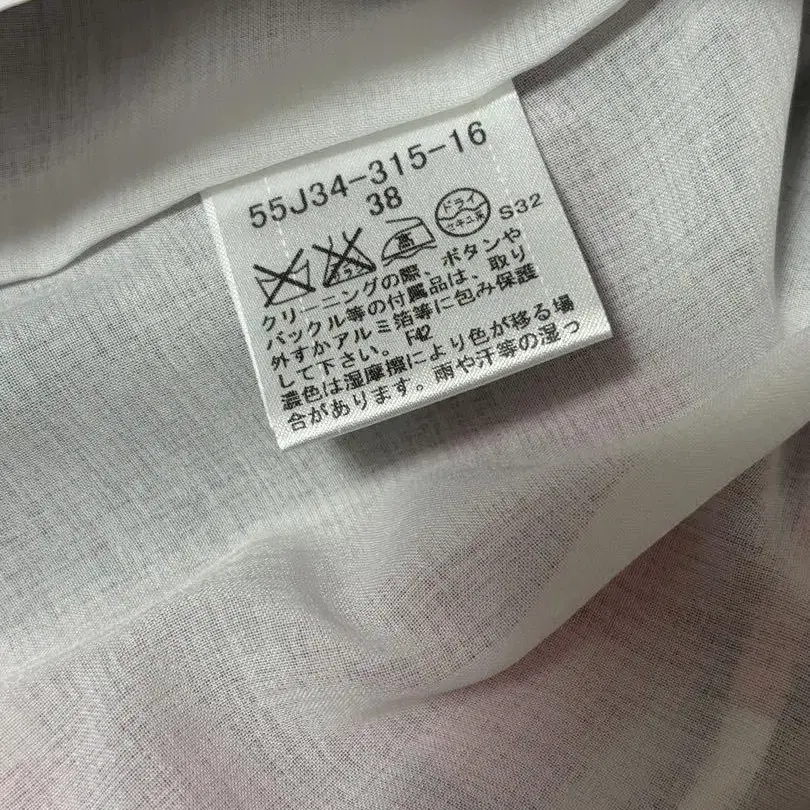 55J34-315-16
38
ドライ
セキユ系
S32
クリーニングの際、ボタンや
バックル等の付属品は、取り
外すかアルミ箔等に包み保護
して下さい。 F42
濃色は湿摩擦により色が移る場
合があります。雨や汗等の湿っ